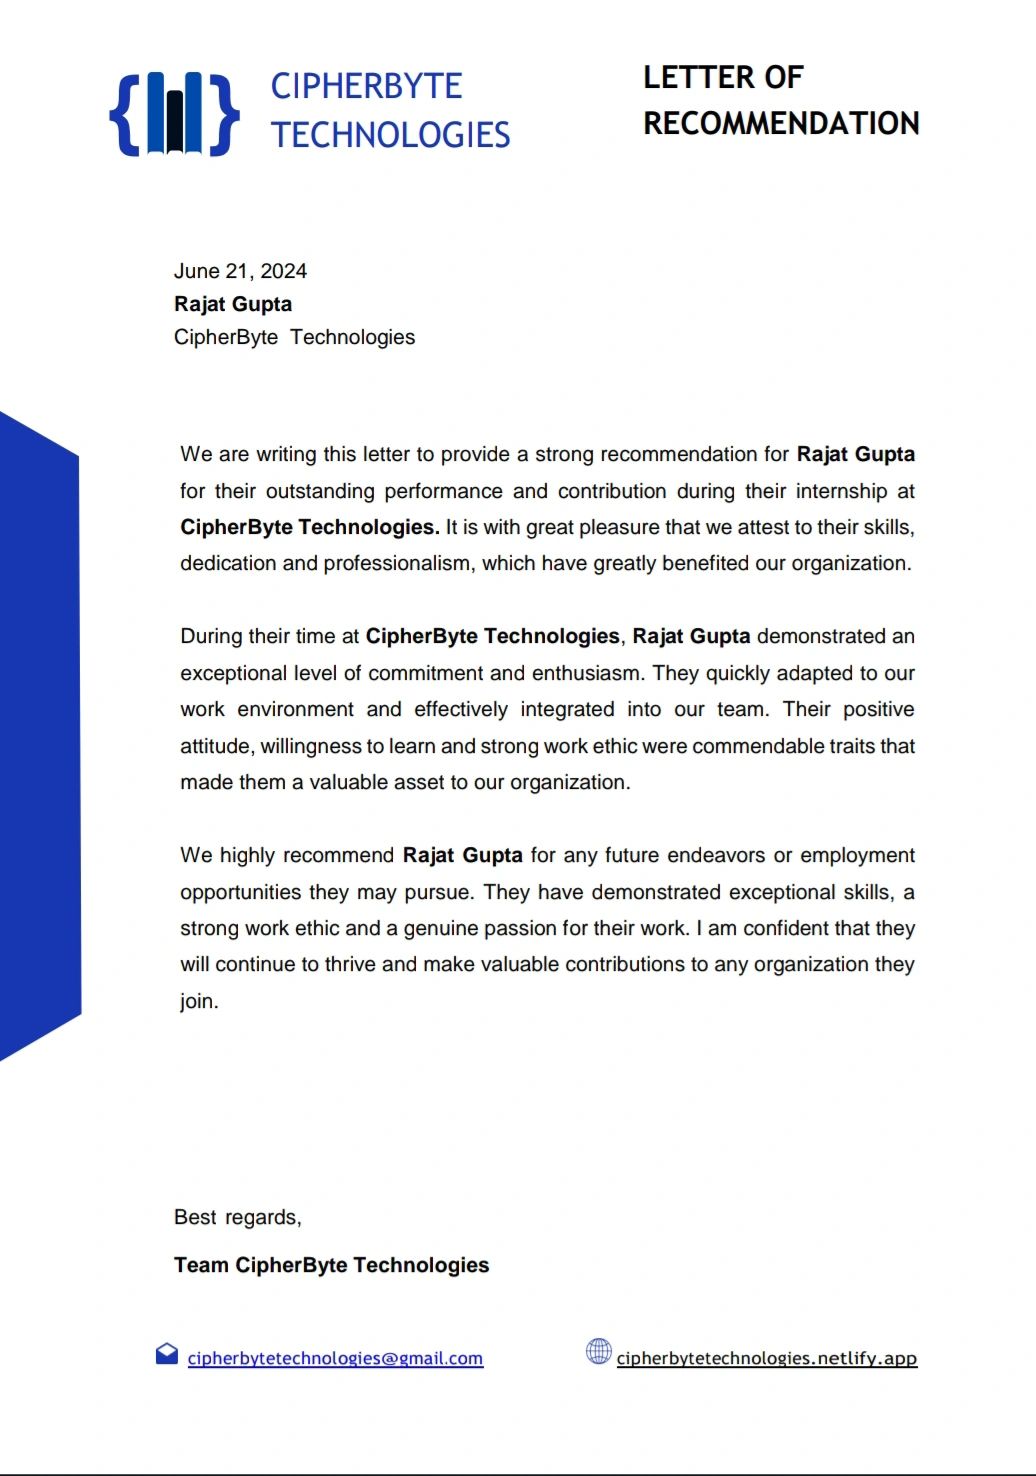 CIPHERBYTE
TECHNOLOGIES
LETTER OF
RECOMMENDATION
June 21, 2024
Rajat Gupta
CipherByte Technologies
We are writing this letter to provide a strong recommendation for Rajat Gupta
for their outstanding performance and contribution during their internship at
CipherByte Technologies. It is with great pleasure that we attest to their skills,
dedication and professionalism, which have greatly benefited our organization.
During their time at CipherByte Technologies, Rajat Gupta demonstrated an
exceptional level of commitment and enthusiasm. They quickly adapted to our
work environment and effectively integrated into our team. Their positive
attitude, willingness to learn and strong work ethic were commendable traits that
made them a valuable asset to our organization.
We highly recommend Rajat Gupta for any future endeavors or employment
opportunities they may pursue. They have demonstrated exceptional skills, a
strong work ethic and a genuine passion for their work. I am confident that they
will continue to thrive and make valuable contributions to any organization they
join.
Best regards,
Team CipherByte Technologies
cipherbytetechnologies@gmail.com
cipherbytetechnologies.netlify.app